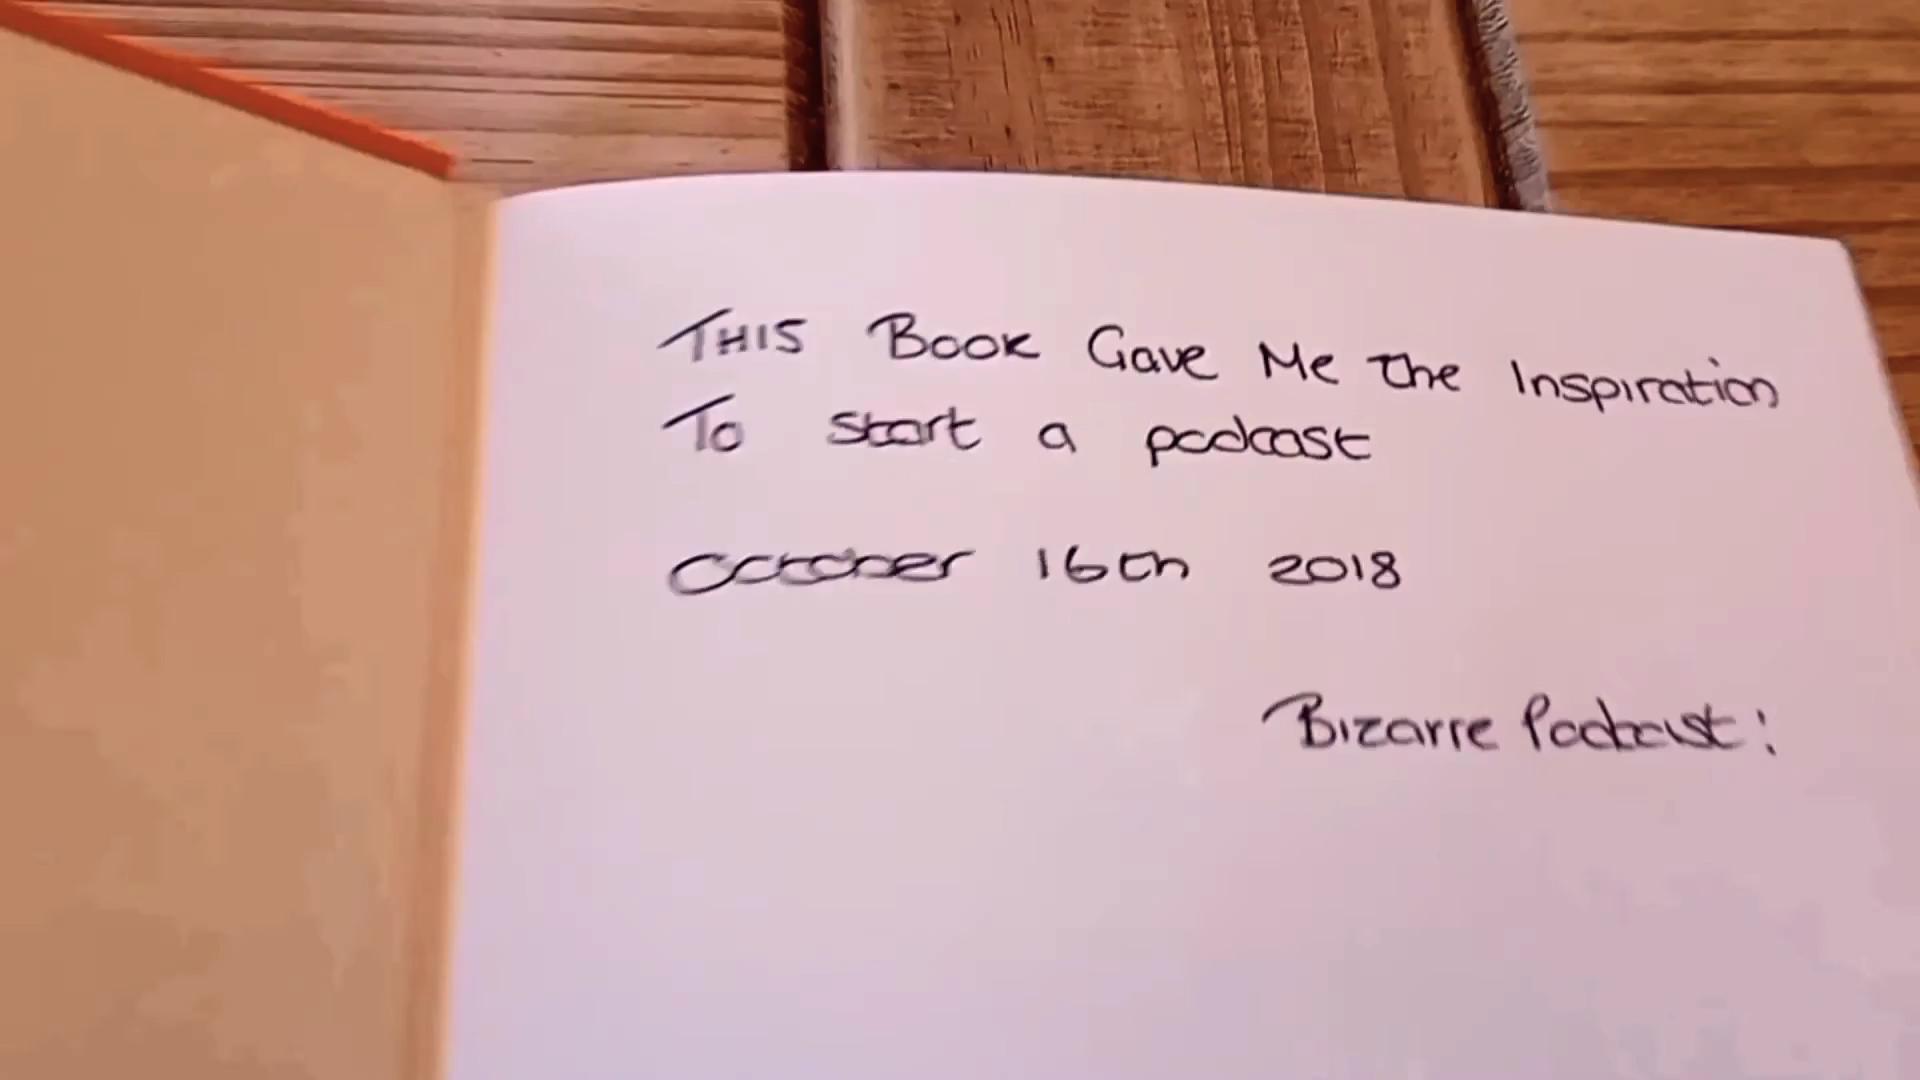 THIS Book Gave Me The Inspiration
To start a podcast
October 16th 2018
Bizarre Podcast!